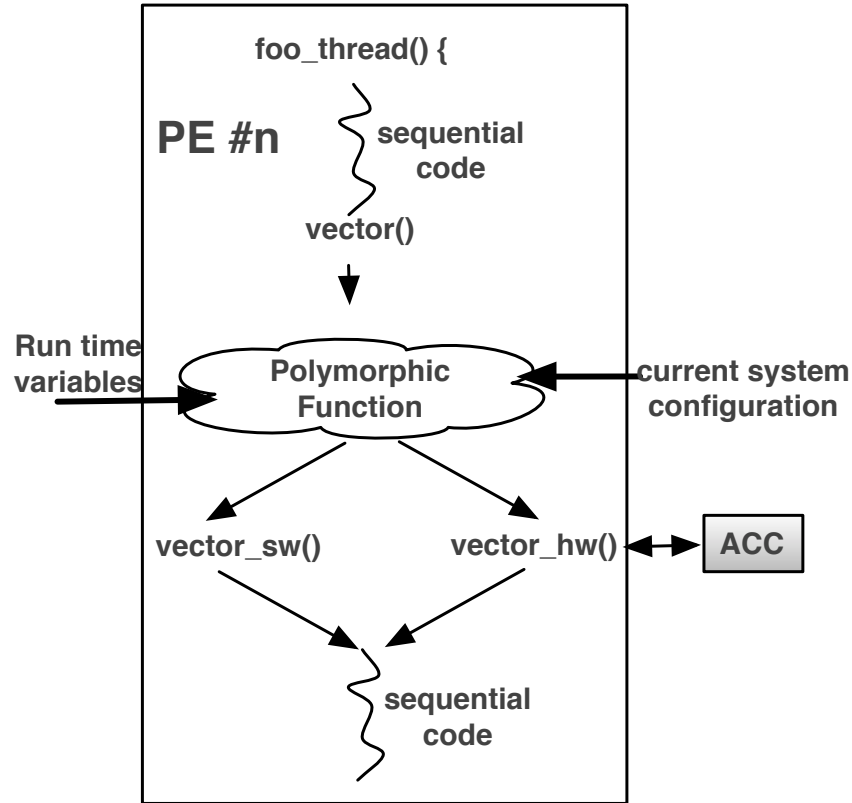 foo_thread() {
PE #n
sequential
code
vector()
Run time
variables
Polymorphic
Function
current system
configuration
vector_sw()
vector_hw()
ACC
sequential
code